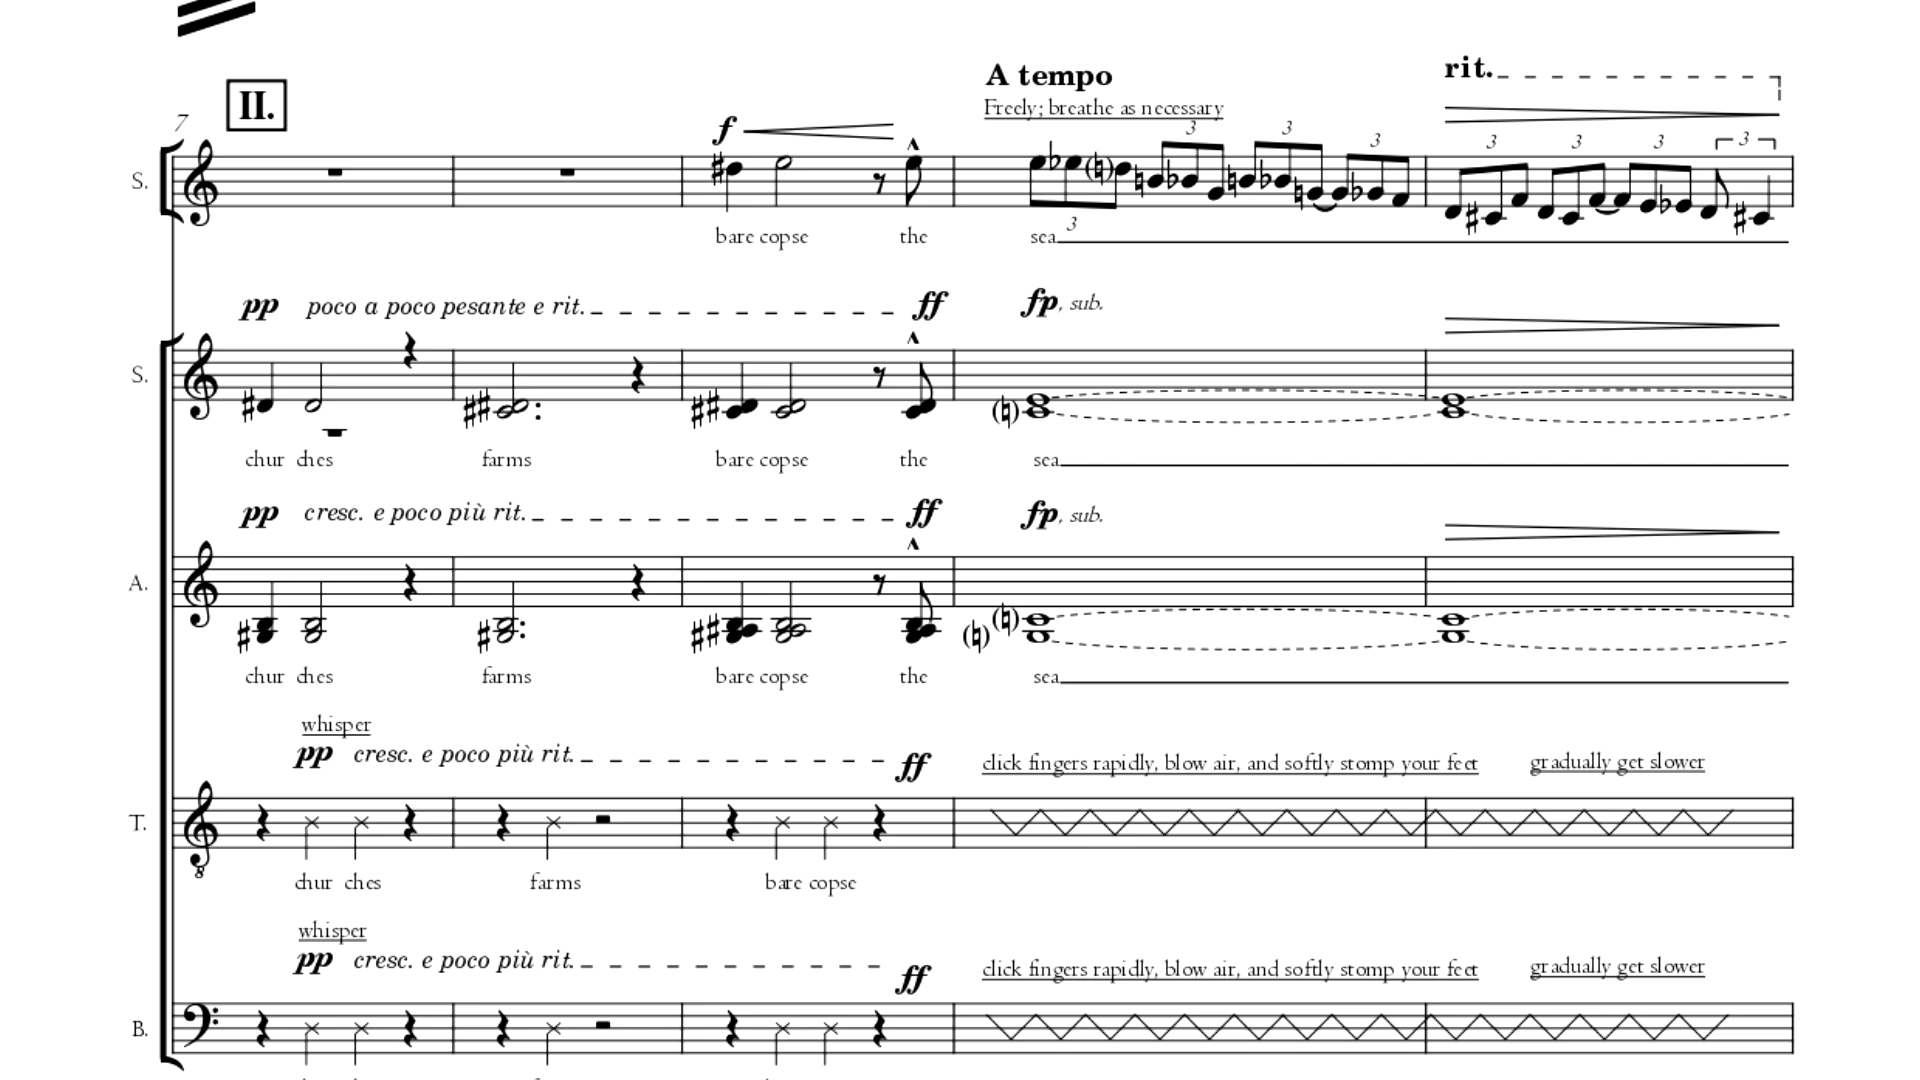 rit.
A tempo
II.
Freely; breathe as necessary
7
f
3 3 3
3 3 3 3
S.
3
bare copse the sea
pp poco a poco pesante e rit. ff fp, sub.
S.
chur ches farms bare copse the sea
pp cresc. e poco più rit. ff fp, sub.
A.
chur ches farms bare copse the sea
whisper
pp cresc. e poco più rit. ff
click fingers rapidly, blow air, and softly stomp your feet gradually get slower
T.
chur ches farms bare copse
whisper
pp cresc. e poco più rit. ff
click fingers rapidly, blow air, and softly stomp your feet gradually get slower
B.